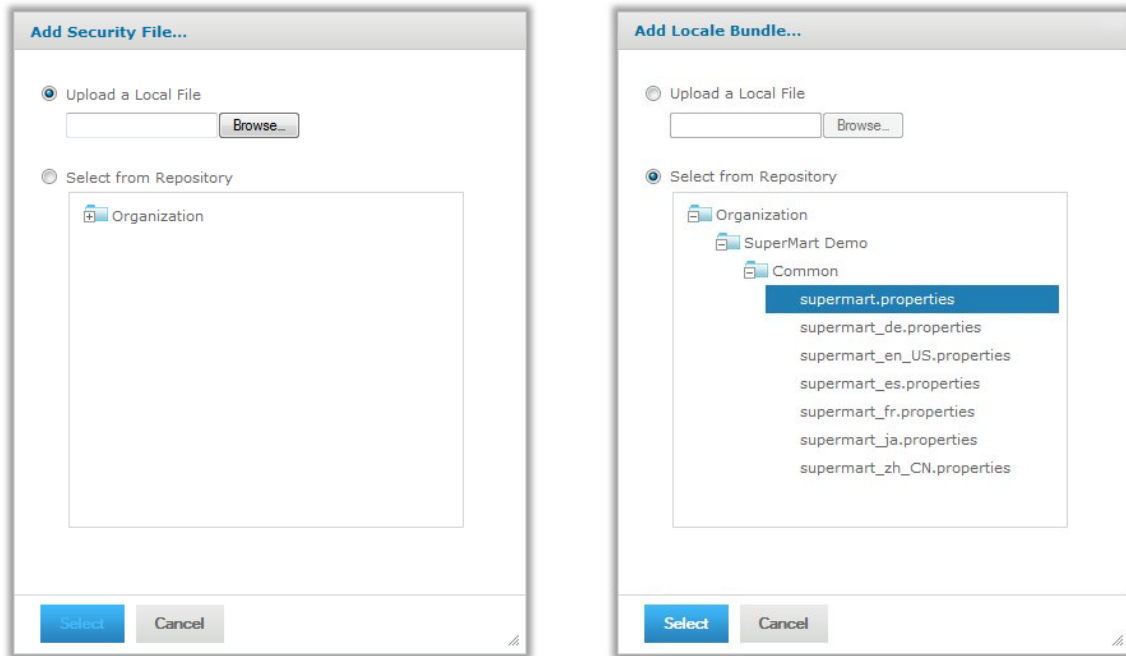 Add Security File...
Upload a Local File
Browse...
Select from Repository
Organization
Select
Cancel
Add Locale Bundle...
Upload a Local File
Browse...
Select from Repository
Organization
SuperMart Demo
Common
supermart.properties
supermart_de.properties
supermart_en_US.properties
supermart_es.properties
supermart_fr.properties
supermart_ja.properties
supermart_zh_CN.properties
Select
Cancel